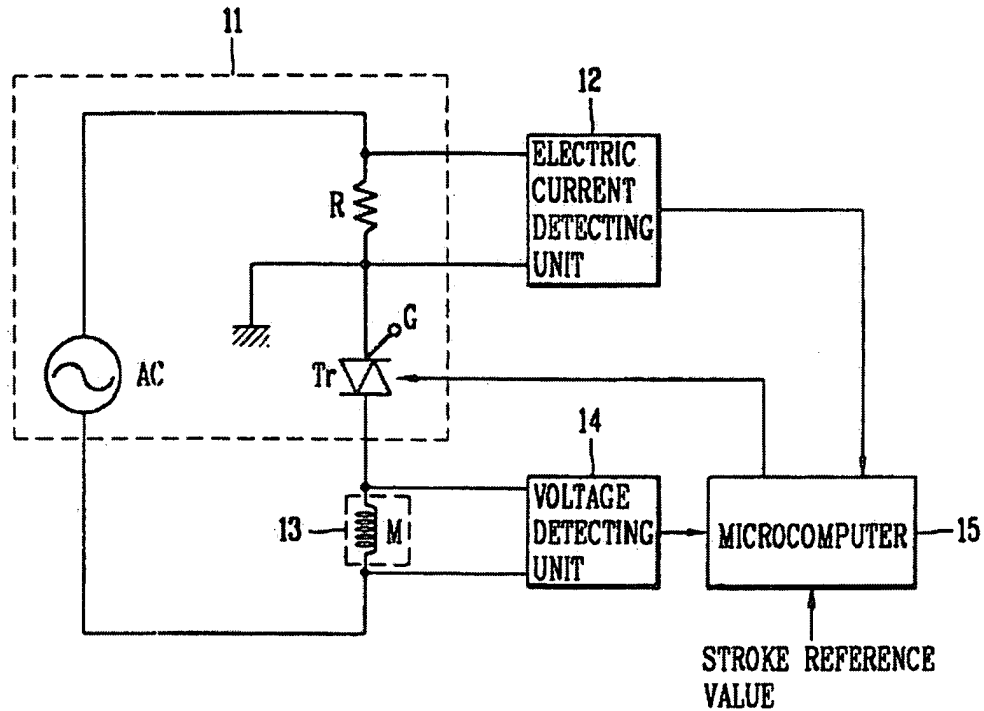 11
12
ELECTRIC
CURRENT
DETECTING
UNIT
R
G
AC
Tr
14
VOLTAGE
DETECTING
UNIT
13
M
MICROCOMPUTER
15
STROKE REFERENCE
VALUE